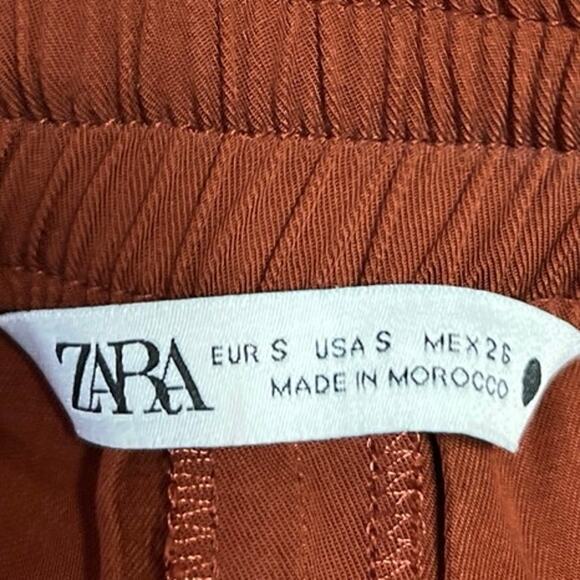 ZARA
EUR S USA S MEX 26
MADE IN MOROCCO